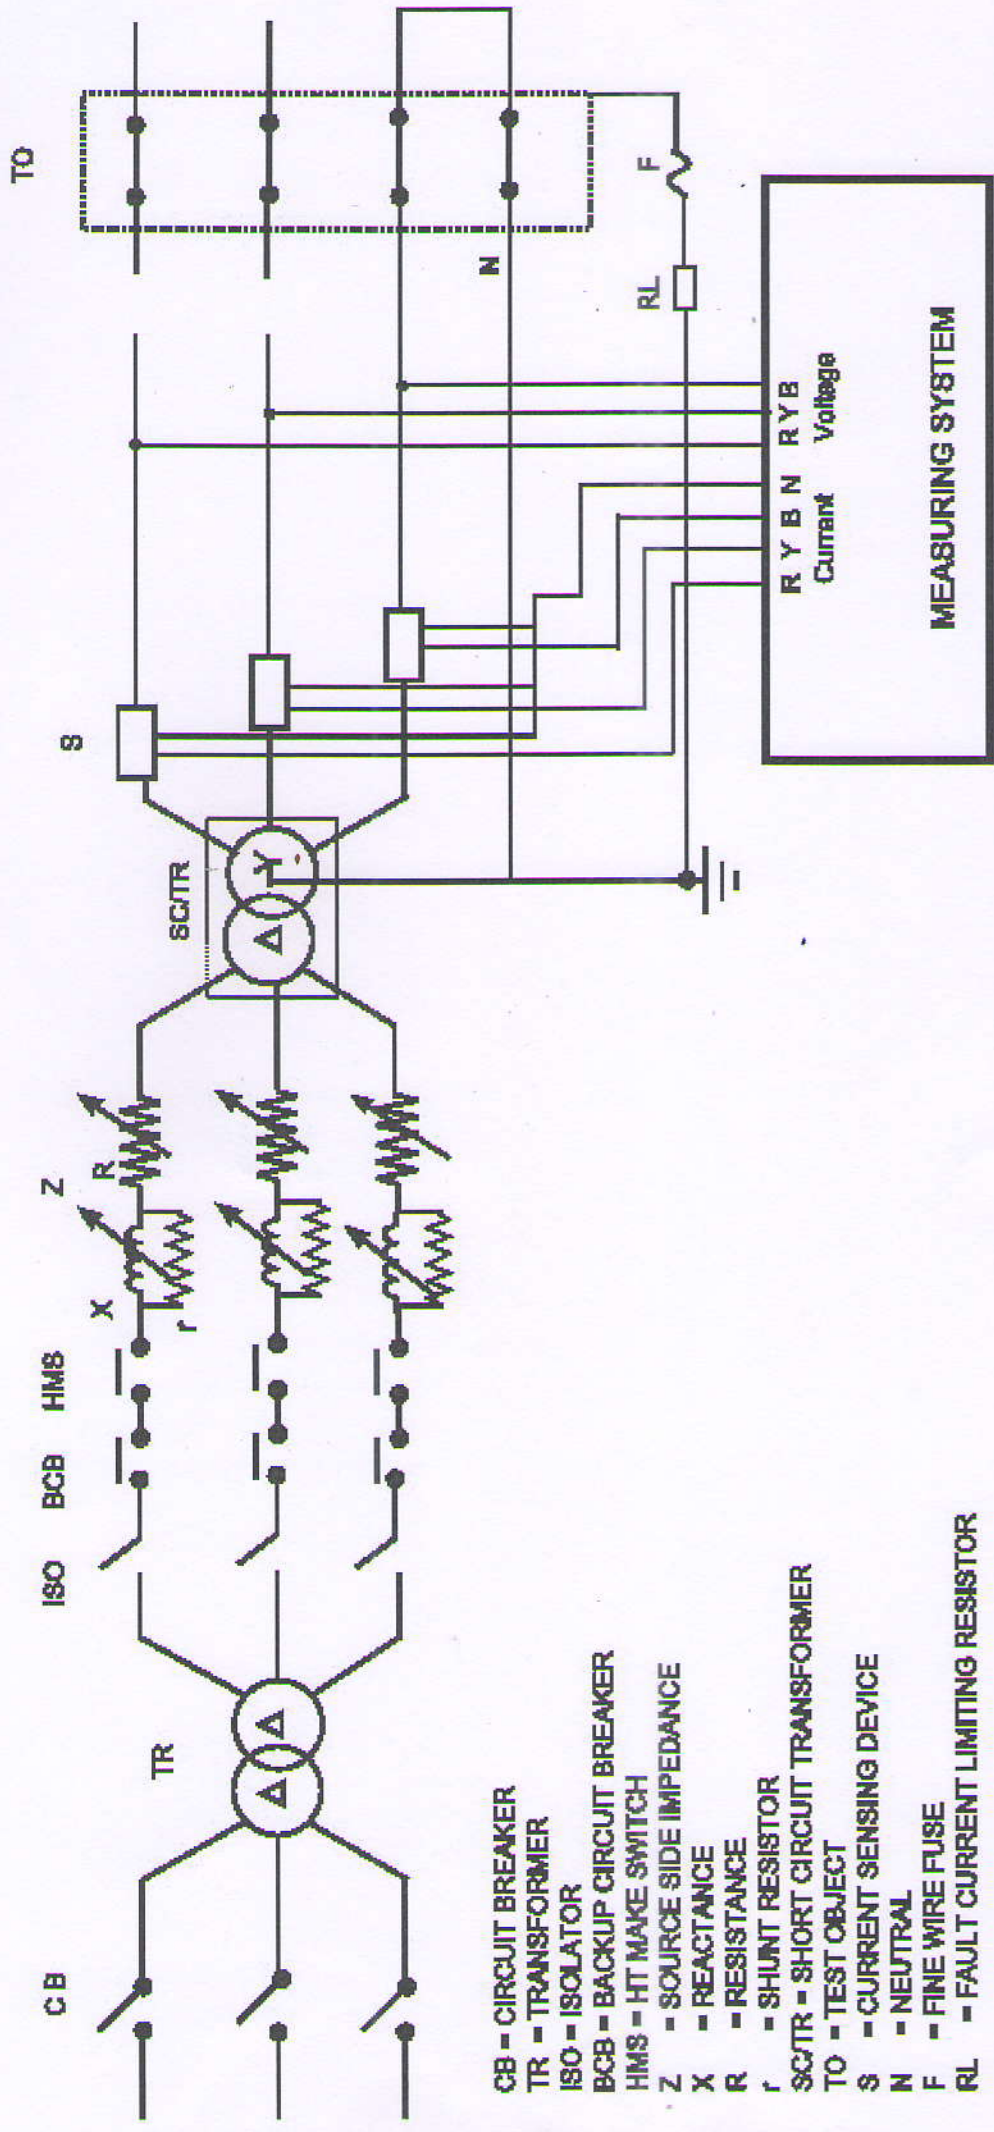 CB
TR
ISO
BCB
HMS
X
r
Z
R
SC/TR
Δ
Δ
Δ
Y
S
N
TO
RL
F
R Y B N
Current
R Y B
Voltage
MEASURING SYSTEM
CB = CIRCUIT BREAKER
TR = TRANSFORMER
ISO = ISOLATOR
BCB = BACKUP CIRCUIT BREAKER
HMS = HT MAKE SWITCH
Z = SOURCE SIDE IMPEDANCE
X = REACTANCE
R = RESISTANCE
r = SHUNT RESISTOR
SC/TR = SHORT CIRCUIT TRANSFORMER
TO = TEST OBJECT
S = CURRENT SENSING DEVICE
N = NEUTRAL
F = FINE WIRE FUSE
RL = FAULT CURRENT LIMITING RESISTOR